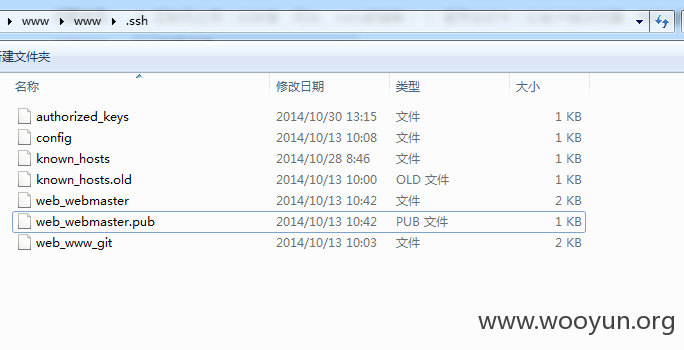 www www .ssh
建文件夹
名称 修改日期 类型 大小
authorized_keys 2014/10/30 13:15 文件 1 KB
config 2014/10/13 10:08 文件 1 KB
known_hosts 2014/10/28 8:46 文件 1 KB
known_hosts.old 2014/10/13 10:00 OLD 文件 1 KB
web_webmaster 2014/10/13 10:42 文件 2 KB
web_webmaster.pub 2014/10/13 10:42 PUB 文件 1 KB
web_www_git 2014/10/13 10:03 文件 2 KB
www.wooyun.org